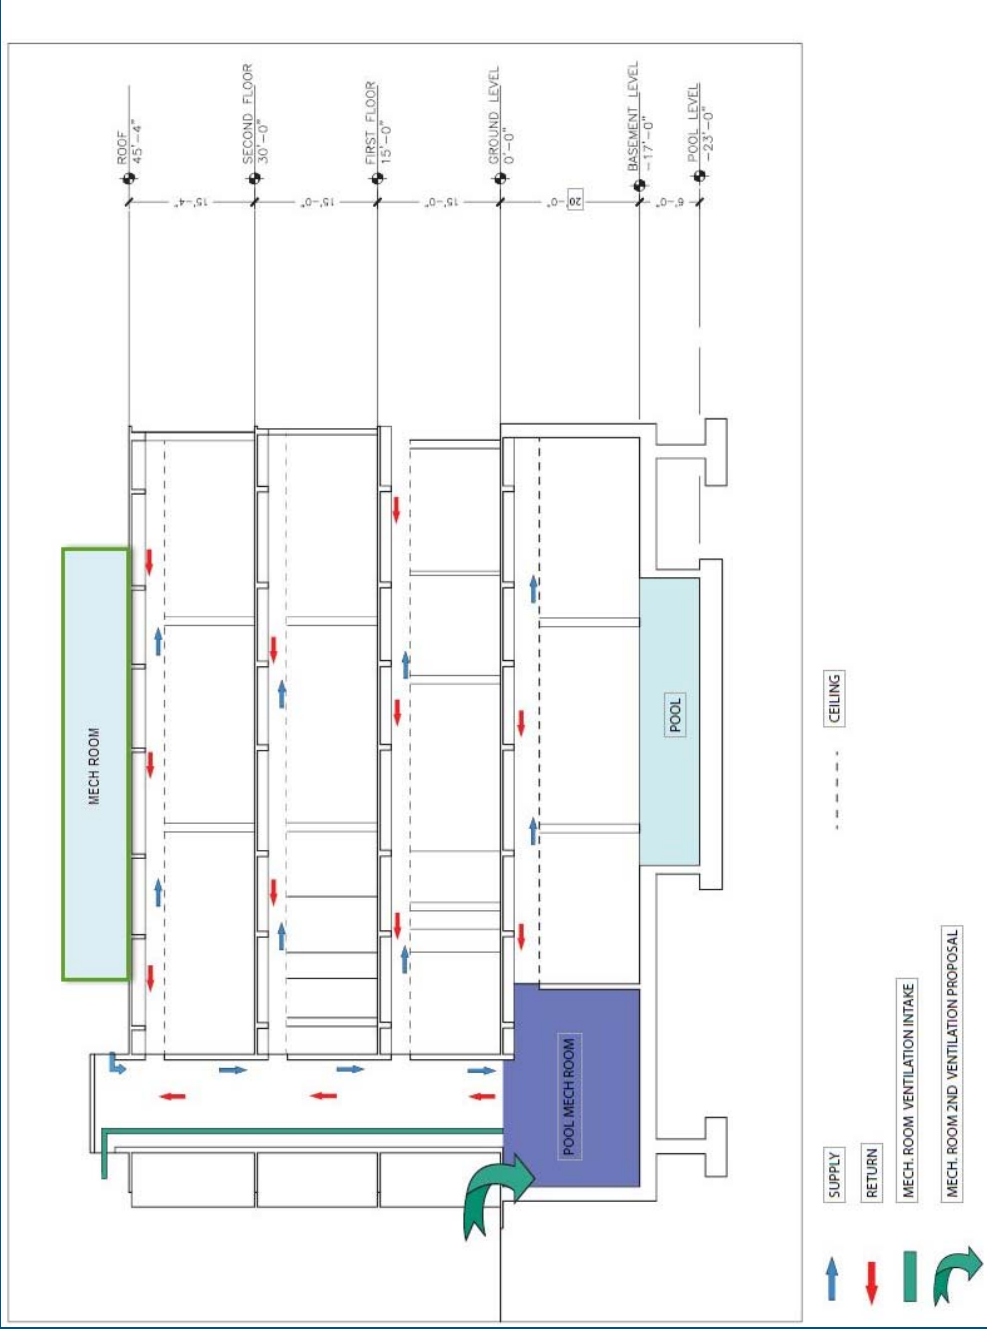 ROOF
45'-4"
SECOND FLOOR
30'-0"
FIRST FLOOR
15'-0"
GROUND LEVEL
0'-0"
BASEMENT LEVEL
-17'-0"
POOL LEVEL
-23'-0"
15'-4"
15'-0"
15'-0"
20'-0"
6'-0"
MECH ROOM
POOL
POOL MECH ROOM
CEILING
SUPPLY
RETURN
MECH. ROOM VENTILATION INTAKE
MECH. ROOM 2ND VENTILATION PROPOSAL